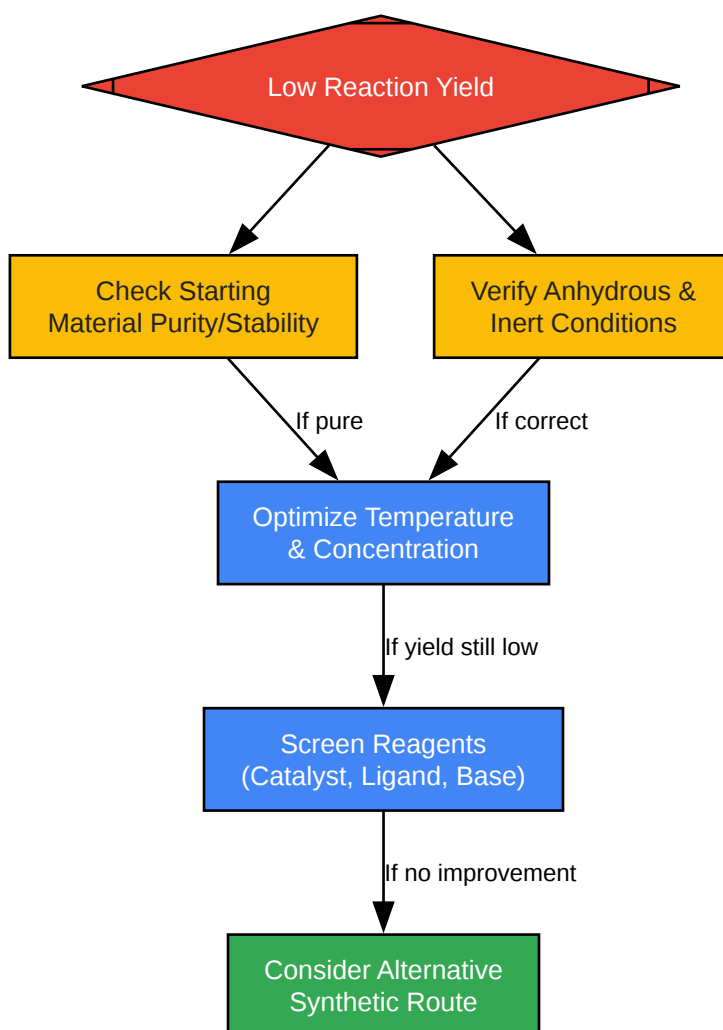 Low Reaction Yield
Check Starting
Material Purity/Stability
Verify Anhydrous &
Inert Conditions
If pure
If correct
Optimize Temperature
& Concentration
If yield still low
Screen Reagents
(Catalyst, Ligand, Base)
If no improvement
Consider Alternative
Synthetic Route